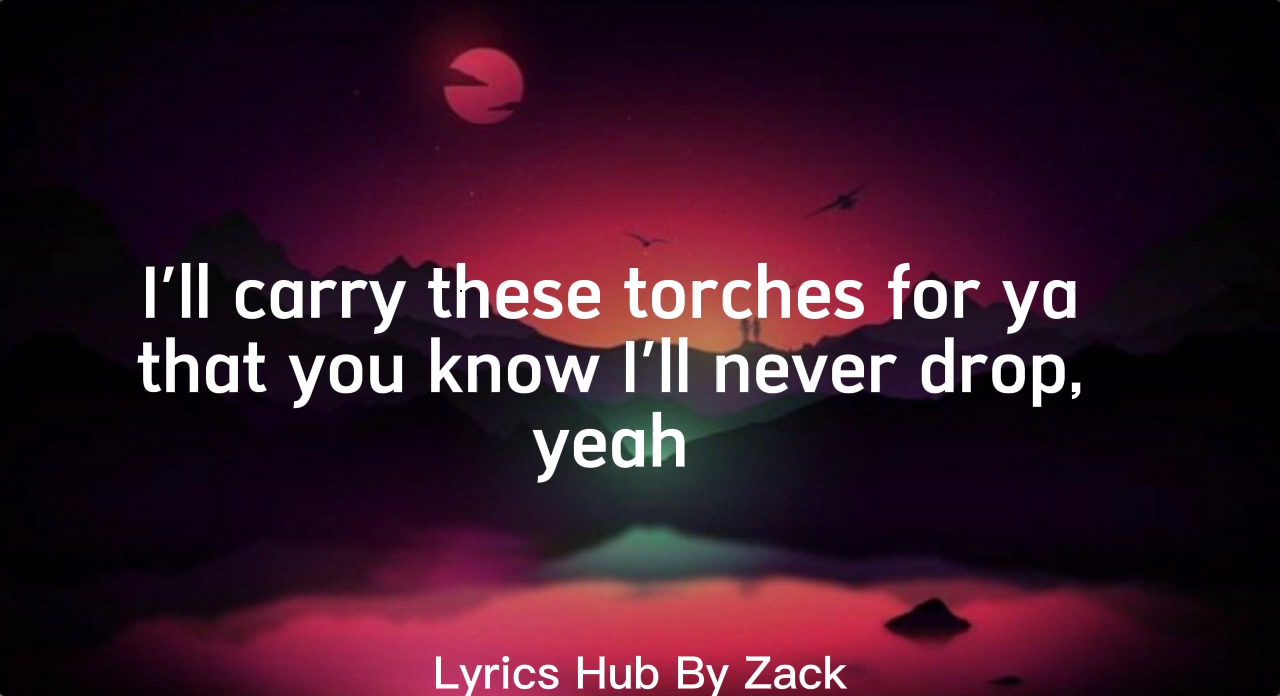 I'll carry these torches for ya
that you know I'll never drop,
yeah
Lyrics Hub By Zack